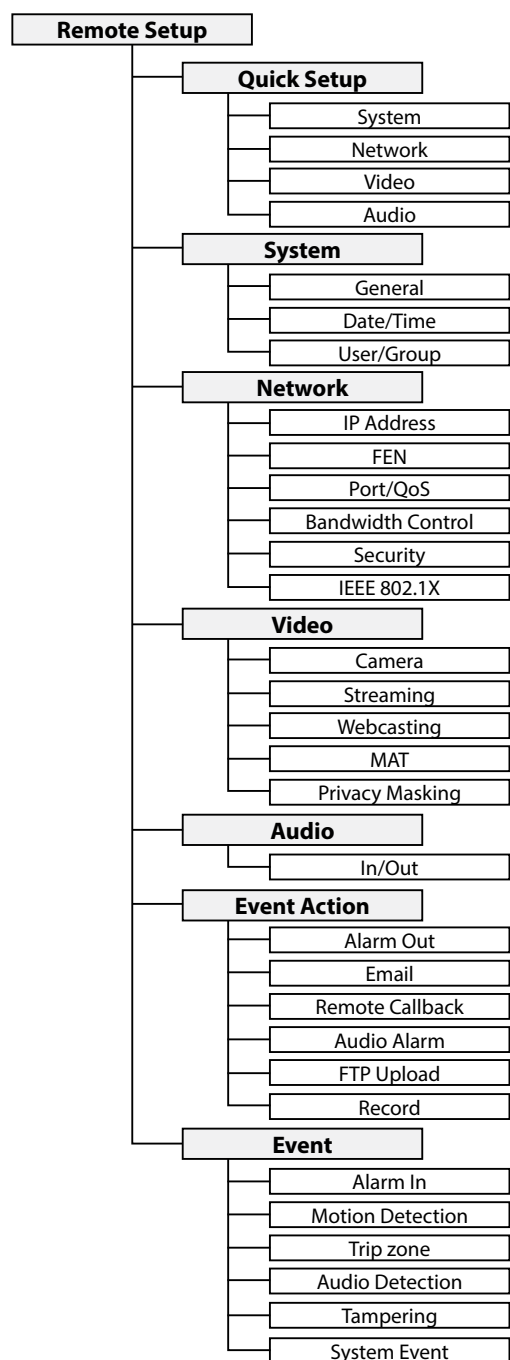 Remote Setup
Quick Setup
System
Network
Video
Audio
System
General
Date/Time
User/Group
Network
IP Address
FEN
Port/QoS
Bandwidth Control
Security
IEEE 802.1X
Video
Camera
Streaming
Webcasting
MAT
Privacy Masking
Audio
In/Out
Event Action
Alarm Out
Email
Remote Callback
Audio Alarm
FTP Upload
Record
Event
Alarm In
Motion Detection
Trip zone
Audio Detection
Tampering
System Event